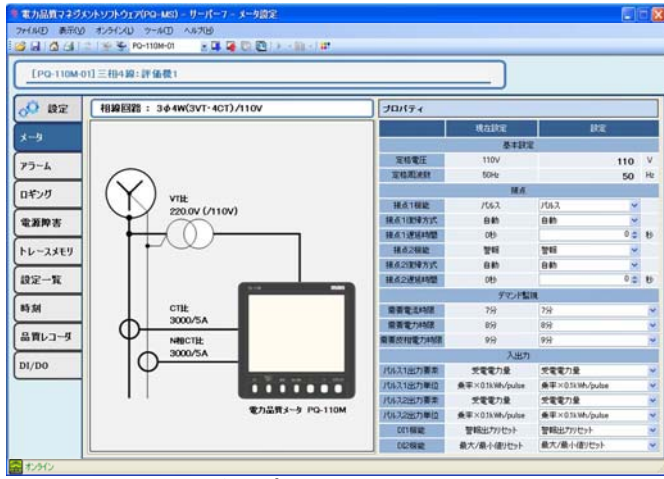 電力品質マネジメントソフトウェア(PQ-MS) - サーバー7 - メータ設定
ファイル(F) 表示(V) オンライン(L) ツール(T) ヘルプ(H)
PQ-110M-01
[PQ-110M-01] 三相4線:評価機1
設定
メータ
アラーム
ロギング
電源障害
トレースメモリ
設定一覧
時刻
品質レコーダ
DI/DO
相線回路 : 3φ4W(3VT・4CT)/110V
VT比
220.0V (/110V)
CT比
3000/5A
N相CT比
3000/5A
電力品質メータ PQ-110M
プロパティ
現在設定 設定
基本設定
定格電圧 110V 110 V
定格周波数 50Hz 50 Hz
接点
接点1機能 パルス パルス
接点1復帰方式 自動 自動
接点1遅延時間 0秒 0 秒
接点2機能 警報 警報
接点2復帰方式 自動 自動
接点2遅延時間 0秒 0 秒
デマンド監視
需要電流時限 7分 7分
需要電力時限 8分 8分
需要皮相電力時限 9分 9分
入出力
パルス1出力要素 受電電力量 受電電力量
パルス1出力単位 乗率×0.1kWh/pulse 乗率×0.1kWh/pulse
パルス2出力要素 受電電力量 受電電力量
パルス2出力単位 乗率×0.1kWh/pulse 乗率×0.1kWh/pulse
DI1機能 警報出力リセット 警報出力リセット
DI2機能 最大/最小値リセット 最大/最小値リセット
オンライン